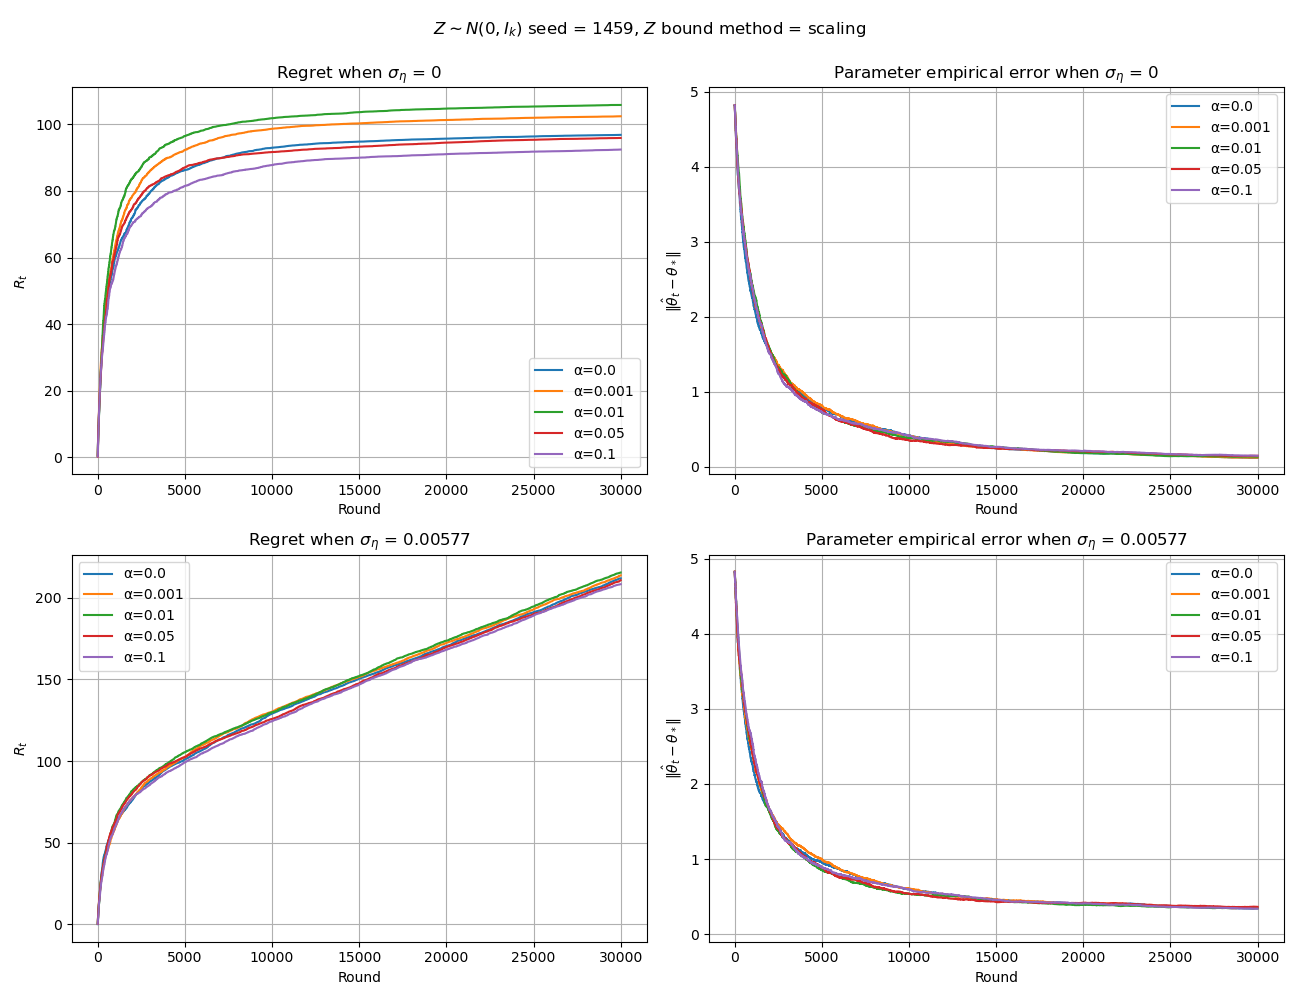 Z ~ N(0, I_k) seed = 1459, Z bound method = scaling
Regret when σ_η = 0
R_t
100
80
60
40
20
0
α=0.0
α=0.001
α=0.01
α=0.05
α=0.1
0 5000 10000 15000 20000 25000 30000
Round
Parameter empirical error when σ_η = 0
‖θ̂_t − θ_*‖
5
4
3
2
1
0
α=0.0
α=0.001
α=0.01
α=0.05
α=0.1
0 5000 10000 15000 20000 25000 30000
Round
Regret when σ_η = 0.00577
R_t
200
150
100
50
0
α=0.0
α=0.001
α=0.01
α=0.05
α=0.1
0 5000 10000 15000 20000 25000 30000
Round
Parameter empirical error when σ_η = 0.00577
‖θ̂_t − θ_*‖
5
4
3
2
1
0
α=0.0
α=0.001
α=0.01
α=0.05
α=0.1
0 5000 10000 15000 20000 25000 30000
Round